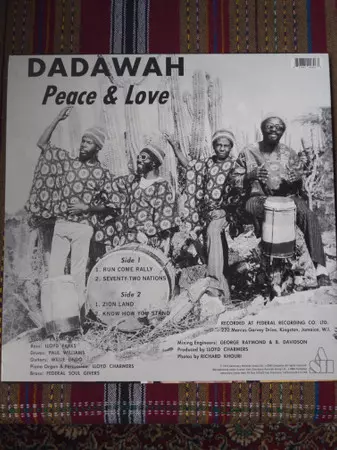 DADAWAH
Peace & Love
Side 1
1. RUN COME RALLY
2. SEVENTY-TWO NATIONS
Side 2
1. ZION LAND
2. KNOW HOW YOU STAND
RECORDED AT FEDERAL RECORDING CO. LTD.
220 Marcus Garvey Drive, Kingston, Jamaica, W.I.
Bass: LLOYD PARKS
Drums: PAUL WILLIAMS
Guitars: WILLIE LINDO
Piano Organ & Percussion: LLOYD CHARMERS
Brass: FEDERAL SOUL GIVERS
Mixing Engineers: GEORGE RAYMOND & B. DAVIDSON
Produced by LLOYD CHARMERS
Photos by RICHARD KHOURI